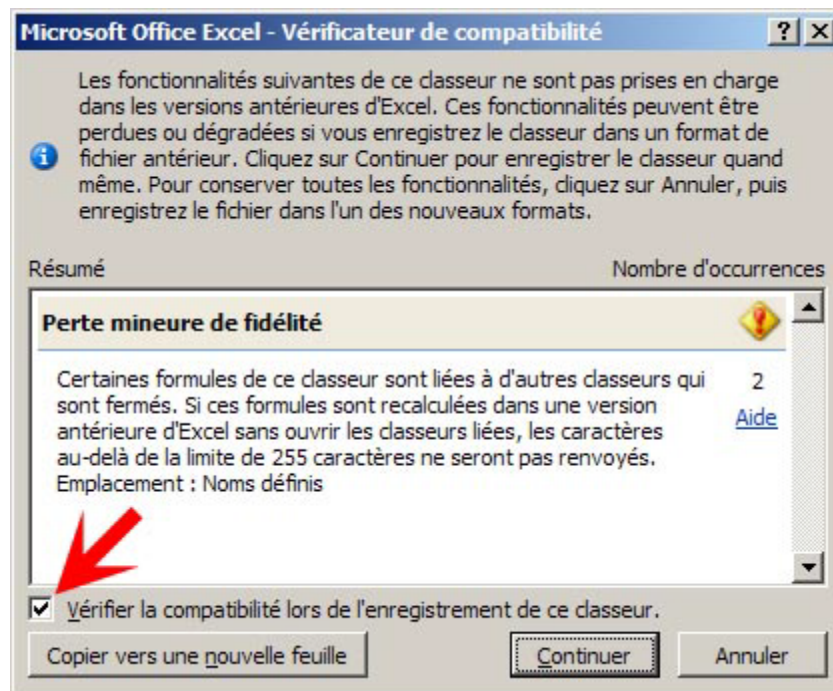 Microsoft Office Excel - Vérificateur de compatibilité
Les fonctionnalités suivantes de ce classeur ne sont pas prises en charge
dans les versions antérieures d'Excel. Ces fonctionnalités peuvent être
perdues ou dégradées si vous enregistrez le classeur dans un format de
fichier antérieur. Cliquez sur Continuer pour enregistrer le classeur quand
même. Pour conserver toutes les fonctionnalités, cliquez sur Annuler, puis
enregistrez le fichier dans l'un des nouveaux formats.
Résumé Nombre d'occurrences
Perte mineure de fidélité
Certaines formules de ce classeur sont liées à d'autres classeurs qui 2
sont fermés. Si ces formules sont recalculées dans une version Aide
antérieure d'Excel sans ouvrir les classeurs liées, les caractères
au-delà de la limite de 255 caractères ne seront pas renvoyés.
Emplacement : Noms définis
Vérifier la compatibilité lors de l'enregistrement de ce classeur.
Copier vers une nouvelle feuille Continuer Annuler